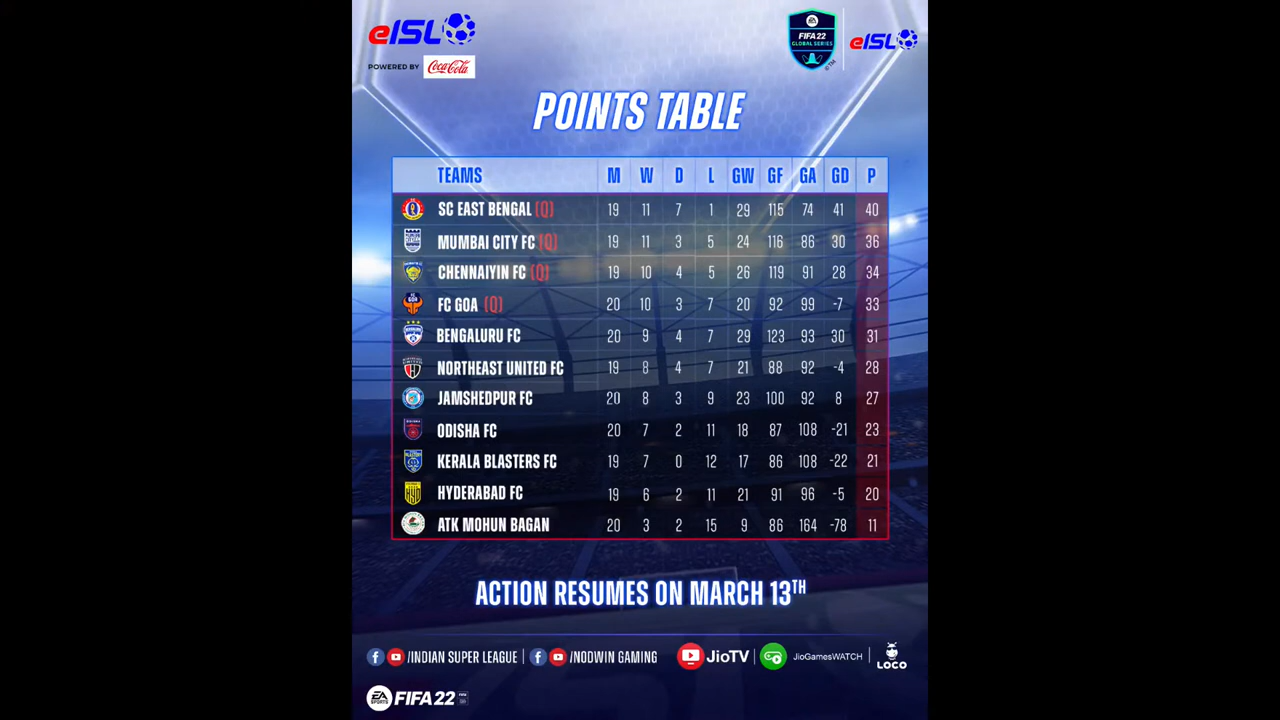 eISL
POWERED BY Coca-Cola
FIFA 22
GLOBAL SERIES
eISL
POINTS TABLE
TEAMS M W D L GW GF GA GD P
SC EAST BENGAL (Q) 19 11 7 1 29 115 74 41 40
MUMBAI CITY FC (Q) 19 11 3 5 24 116 86 30 36
CHENNAIYIN FC (Q) 19 10 4 5 26 119 91 28 34
FC GOA (Q) 20 10 3 7 20 92 99 -7 33
BENGALURU FC 20 9 4 7 29 123 93 30 31
NORTHEAST UNITED FC 19 8 4 7 21 88 92 -4 28
JAMSHEDPUR FC 20 8 3 9 23 100 92 8 27
ODISHA FC 20 7 2 11 18 87 108 -21 23
KERALA BLASTERS FC 19 7 0 12 17 86 108 -22 21
HYDERABAD FC 19 6 2 11 21 91 96 -5 20
ATK MOHUN BAGAN 20 3 2 15 9 86 164 -78 11
ACTION RESUMES ON MARCH 13TH
/INDIAN SUPER LEAGUE | /NODWIN GAMING JioTV JioGamesWATCH | LOCO
EA SPORTS FIFA 22